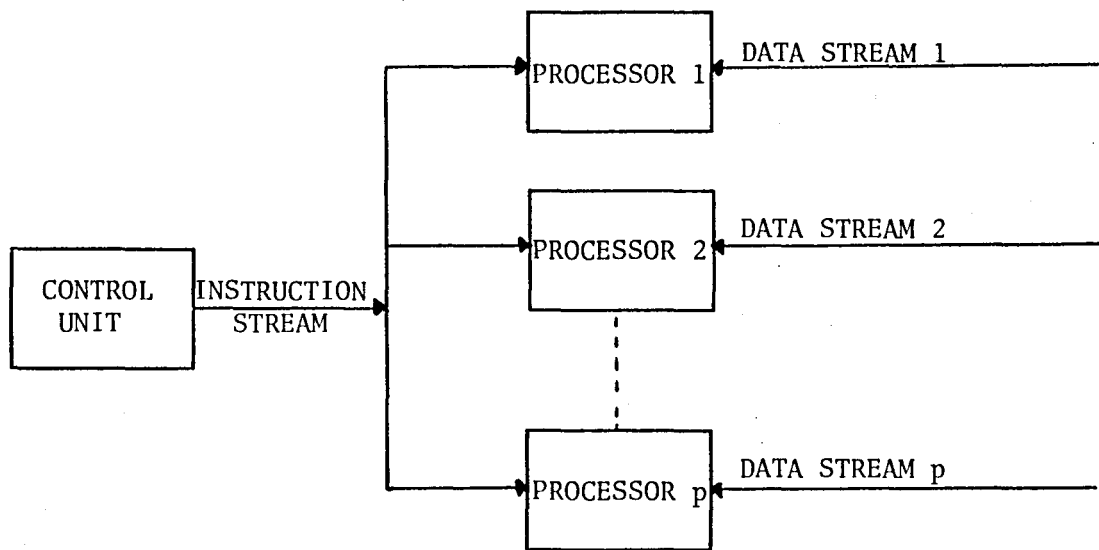 PROCESSOR 1
DATA STREAM 1
PROCESSOR 2
DATA STREAM 2
CONTROL
UNIT
INSTRUCTION
STREAM
PROCESSOR p
DATA STREAM p